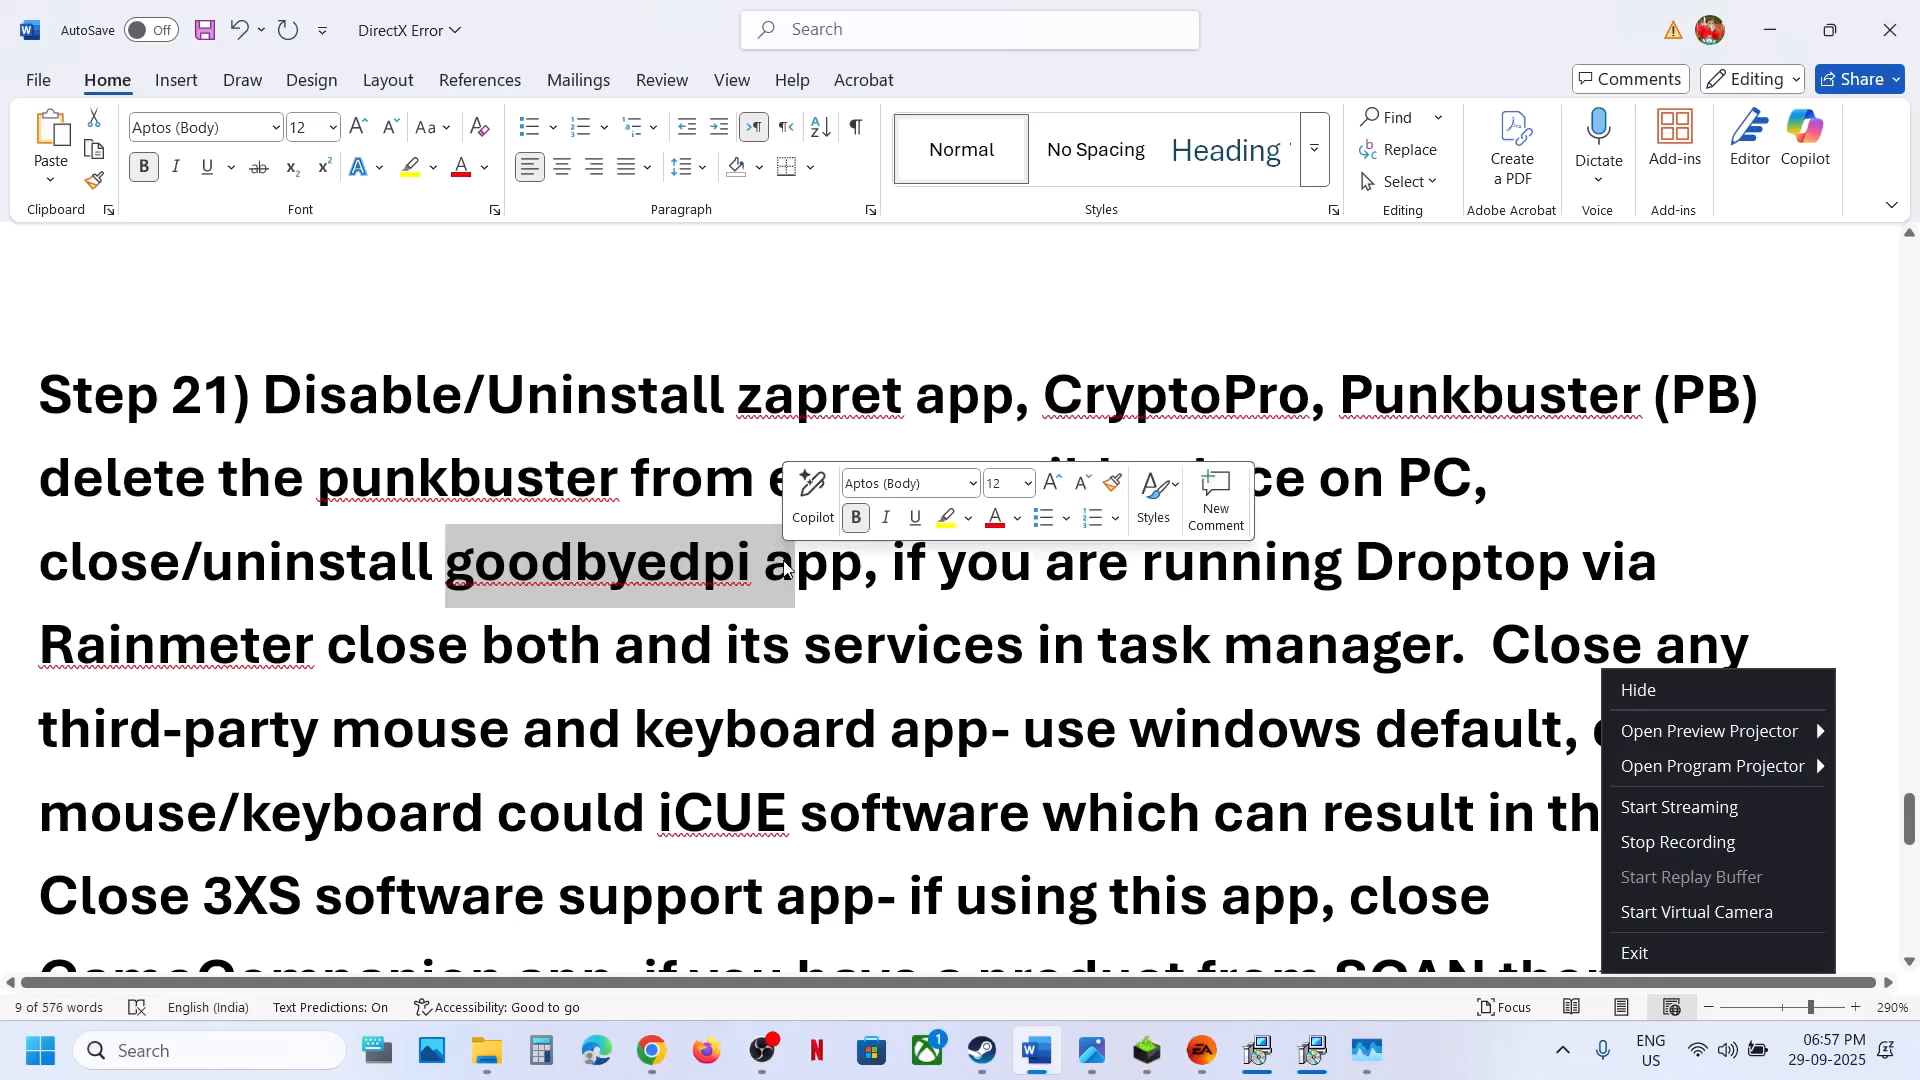 AutoSave Off DirectX Error Search
File Home Insert Draw Design Layout References Mailings Review View Help Acrobat Comments Editing Share
Paste Aptos (Body) 12 Aa Normal No Spacing Heading Find Replace Select Create a PDF Dictate Add-ins Editor Copilot
Clipboard Font Paragraph Styles Editing Adobe Acrobat Voice Add-ins
Step 21) Disable/Uninstall zapret app, CryptoPro, Punkbuster (PB)
delete the punkbuster from e ce on PC,
Aptos (Body) 12
Copilot B I U Styles New Comment
close/uninstall goodbyedpi app, if you are running Droptop via
Rainmeter close both and its services in task manager. Close any
third-party mouse and keyboard app- use windows default,
mouse/keyboard could iCUE software which can result in th
Close 3XS software support app- if using this app, close
Hide
Open Preview Projector
Open Program Projector
Start Streaming
Stop Recording
Start Replay Buffer
Start Virtual Camera
Exit
9 of 576 words English (India) Text Predictions: On Accessibility: Good to go Focus 290%
Search 1 ENG US 06:57 PM 29-09-2025